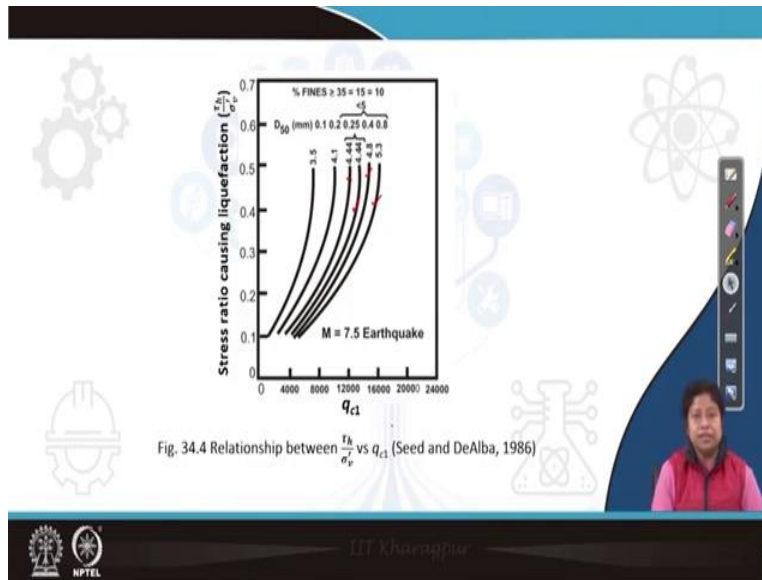 % FINES ≥ 35 = 15 = 10
<5
D50 (mm) 0.1 0.2 0.25 0.4 0.8
3.5 4.1 4.44 4.44 4.8 5.3
Stress ratio causing liquefaction (τh/σ'v)
0.7
0.6
0.5
0.4
0.3
0.2
0.1
M = 7.5 Earthquake
0 4000 8000 12000 16000 20000 24000
qc1
Fig. 34.4 Relationship between τh/σ'v vs qc1 (Seed and DeAlba, 1986)
IIT Kharagpur
NPTEL